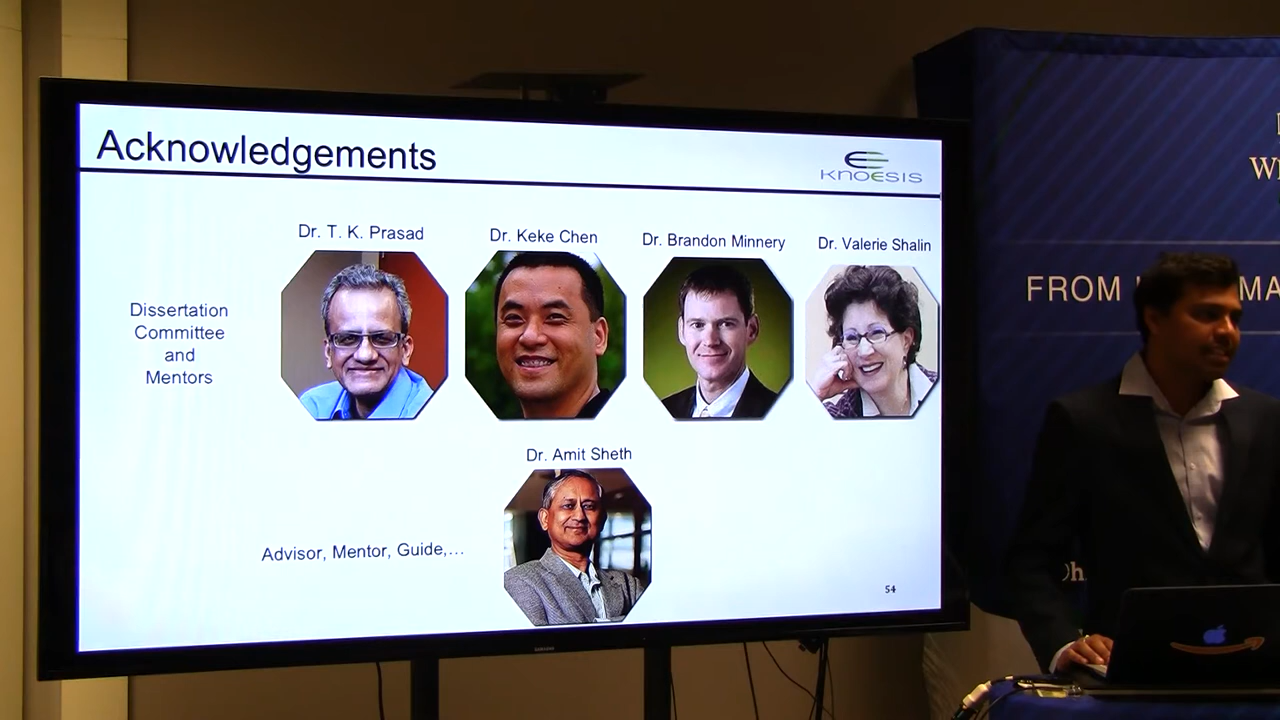 Acknowledgements
KNOESIS
Dr. T. K. Prasad
Dr. Keke Chen
Dr. Brandon Minnery
Dr. Valerie Shalin
Dissertation
Committee
and
Mentors
Dr. Amit Sheth
Advisor, Mentor, Guide,...
54
SAMSUNG
FROM